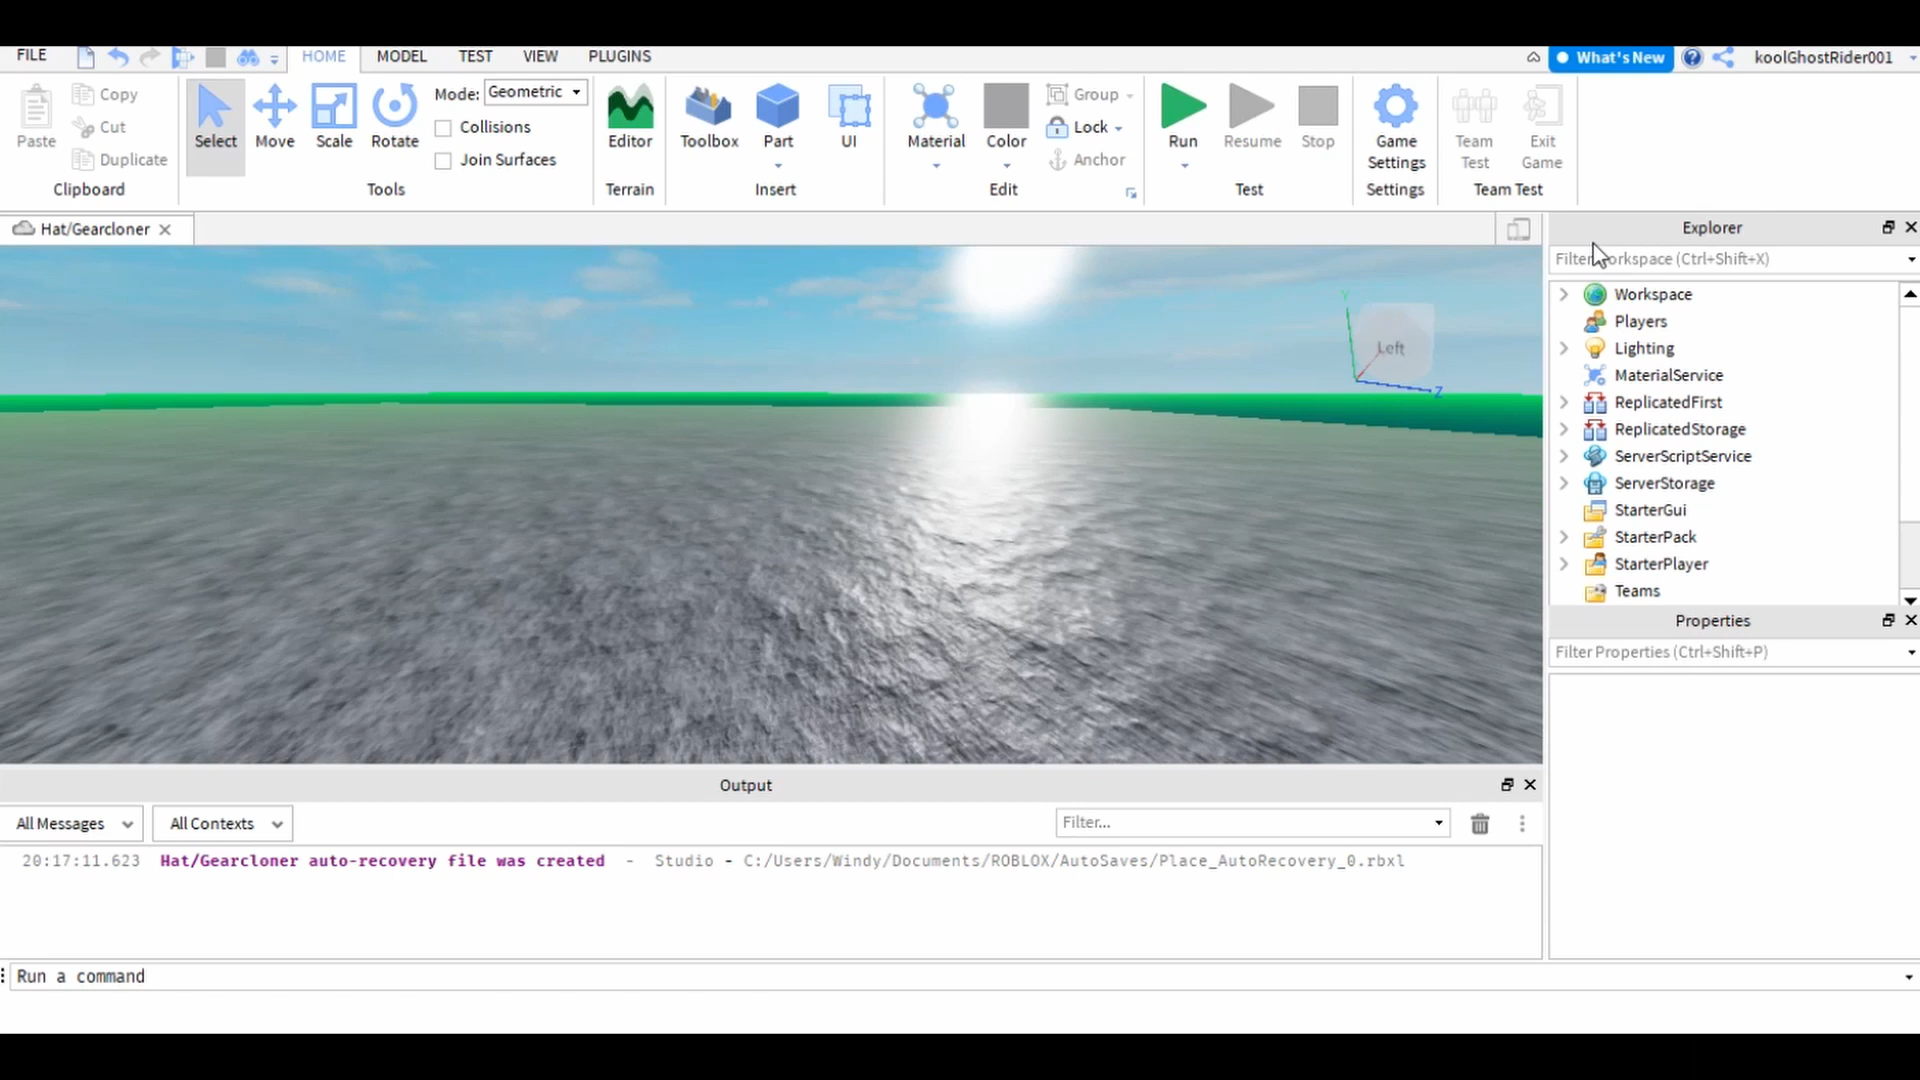 FILE HOME MODEL TEST VIEW PLUGINS What's New koolGhostRider001
Paste Copy Cut Duplicate
Clipboard
Select Move Scale Rotate
Mode: Geometric
Collisions
Join Surfaces
Tools
Editor
Terrain
Toolbox Part UI
Insert
Material Color Group Lock Anchor
Edit
Run Resume Stop
Test
Game Settings
Settings
Team Test Exit Game
Team Test
Hat/Gearcloner
Left
Y
Z
Explorer
Filter workspace (Ctrl+Shift+X)
Workspace
Players
Lighting
MaterialService
ReplicatedFirst
ReplicatedStorage
ServerScriptService
ServerStorage
StarterGui
StarterPack
StarterPlayer
Teams
Properties
Filter Properties (Ctrl+Shift+P)
Output
All Messages All Contexts Filter...
20:17:11.623 Hat/Gearcloner auto-recovery file was created - Studio - C:/Users/Windy/Documents/ROBLOX/AutoSaves/Place_AutoRecovery_0.rbxl
Run a command